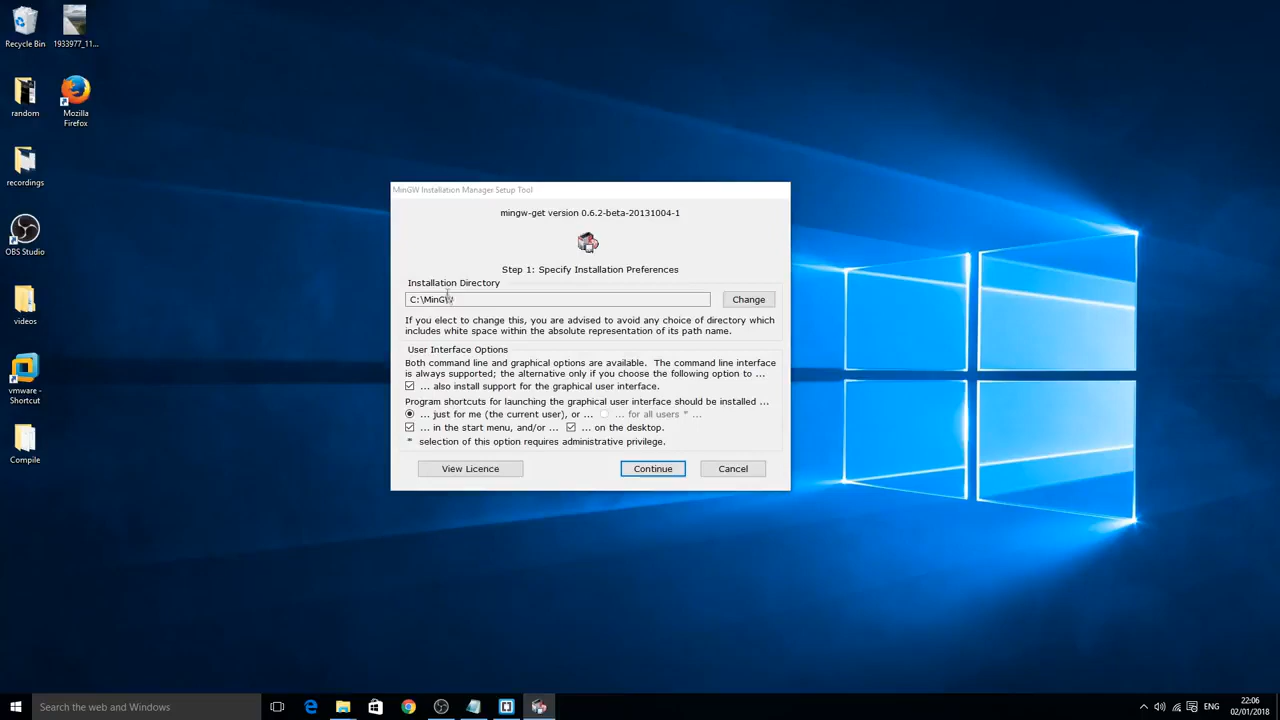 Recycle Bin
1933977_11...
random
Mozilla
Firefox
recordings
OBS Studio
videos
vmware -
Shortcut
Compile
MinGW Installation Manager Setup Tool
mingw-get version 0.6.2-beta-20131004-1
Step 1: Specify Installation Preferences
Installation Directory
C:\MinGW
Change
If you elect to change this, you are advised to avoid any choice of directory which
includes white space within the absolute representation of its path name.
User Interface Options
Both command line and graphical options are available. The command line interface
is always supported; the alternative only if you choose the following option to ...
... also install support for the graphical user interface.
Program shortcuts for launching the graphical user interface should be installed ...
... just for me (the current user), or ... ... for all users * ...
... in the start menu, and/or ... ... on the desktop.
* selection of this option requires administrative privilege.
View Licence Continue Cancel
Search the web and Windows
ENG
22:06
02/01/2018